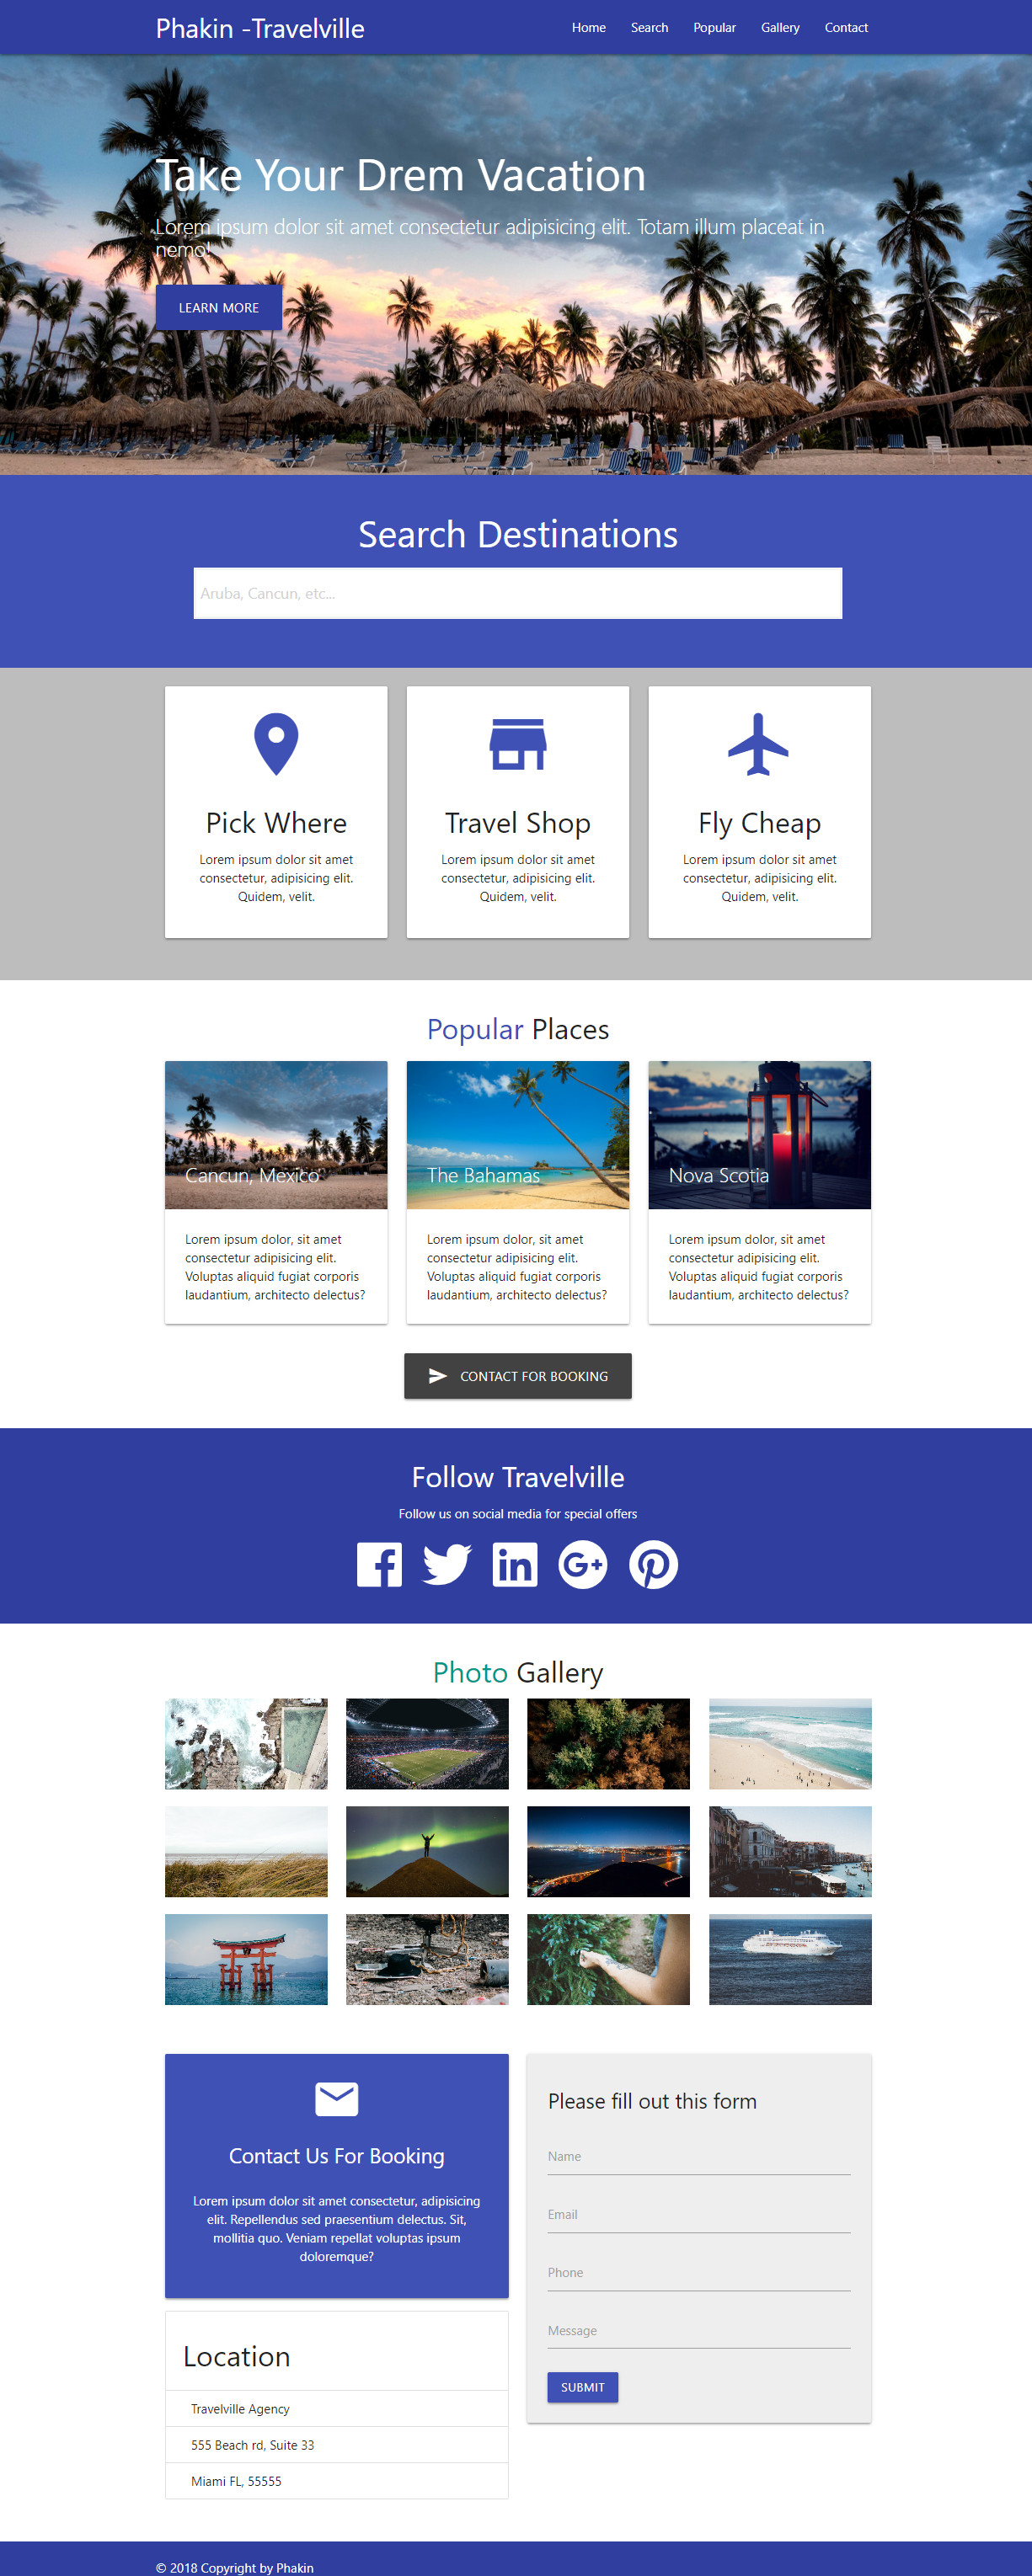 Phakin -Travelville
Home Search Popular Gallery Contact
Take Your Drem Vacation
Lorem ipsum dolor sit amet consectetur adipisicing elit. Totam illum placeat in
nemo!
LEARN MORE
Search Destinations
Aruba, Cancun, etc...
Pick Where
Lorem ipsum dolor sit amet
consectetur, adipisicing elit.
Quidem, velit.
Travel Shop
Lorem ipsum dolor sit amet
consectetur, adipisicing elit.
Quidem, velit.
Fly Cheap
Lorem ipsum dolor sit amet
consectetur, adipisicing elit.
Quidem, velit.
Popular Places
Cancun, Mexico
Lorem ipsum dolor, sit amet
consectetur adipisicing elit.
Voluptas aliquid fugiat corporis
laudantium, architecto delectus?
The Bahamas
Lorem ipsum dolor, sit amet
consectetur adipisicing elit.
Voluptas aliquid fugiat corporis
laudantium, architecto delectus?
Nova Scotia
Lorem ipsum dolor, sit amet
consectetur adipisicing elit.
Voluptas aliquid fugiat corporis
laudantium, architecto delectus?
CONTACT FOR BOOKING
Follow Travelville
Follow us on social media for special offers
Photo Gallery
Contact Us For Booking
Lorem ipsum dolor sit amet consectetur, adipisicing
elit. Repellendus sed praesentium delectus. Sit,
mollitia quo. Veniam repellat voluptas ipsum
doloremque?
Location
Travelville Agency
555 Beach rd, Suite 33
Miami FL, 55555
Please fill out this form
Name
Email
Phone
Message
SUBMIT
© 2018 Copyright by Phakin